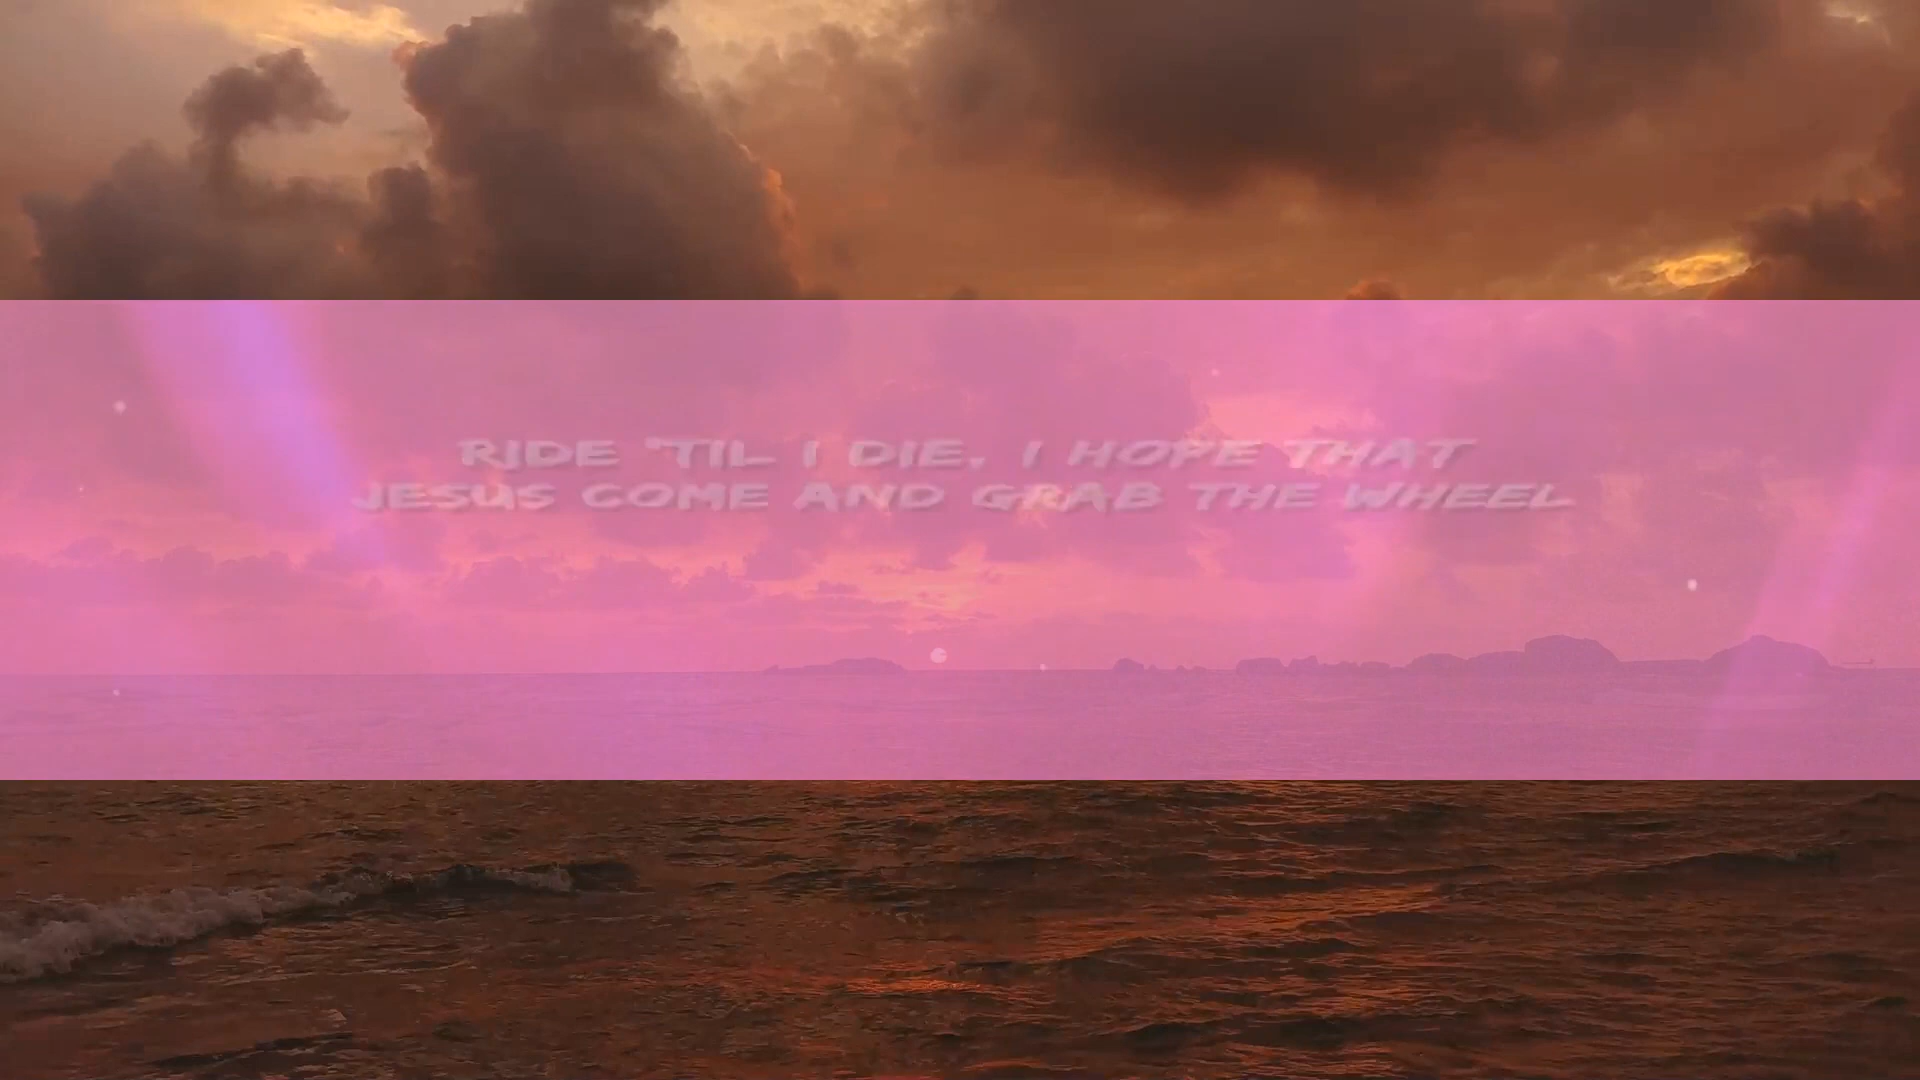 RIDE 'TIL I DIE, I HOPE THAT
JESUS COME AND GRAB THE WHEEL